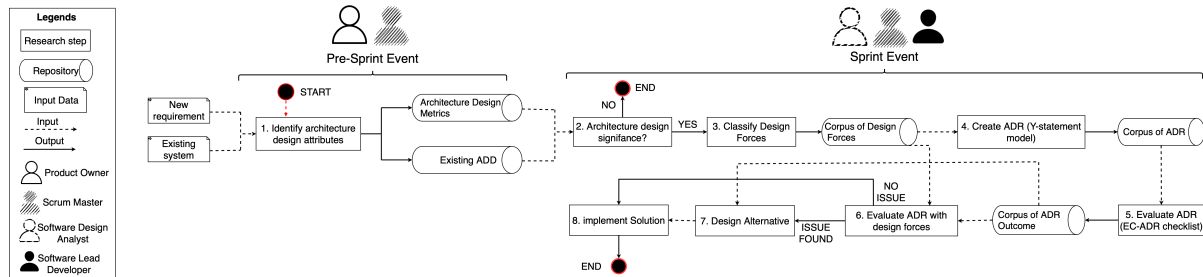 Legends
Research step
Repository
Input Data
Input
Output
Product Owner
Scrum Master
Software Design
Analyst
Software Lead
Developer
Pre-Sprint Event
START
New
requirement
Existing
system
1. Identify architecture
design attributes
Architecture Design
Metrics
Existing ADD
Sprint Event
END
NO
2. Architecture design
signifance?
YES
3. Classify Design
Forces
Corpus of Design
Forces
4. Create ADR (Y-statement
model)
Corpus of ADR
5. Evaluate ADR
(EC-ADR checklist)
Corpus of ADR
Outcome
6. Evaluate ADR with
design forces
NO
ISSUE
ISSUE
FOUND
7. Design Alternative
8. implement Solution
END